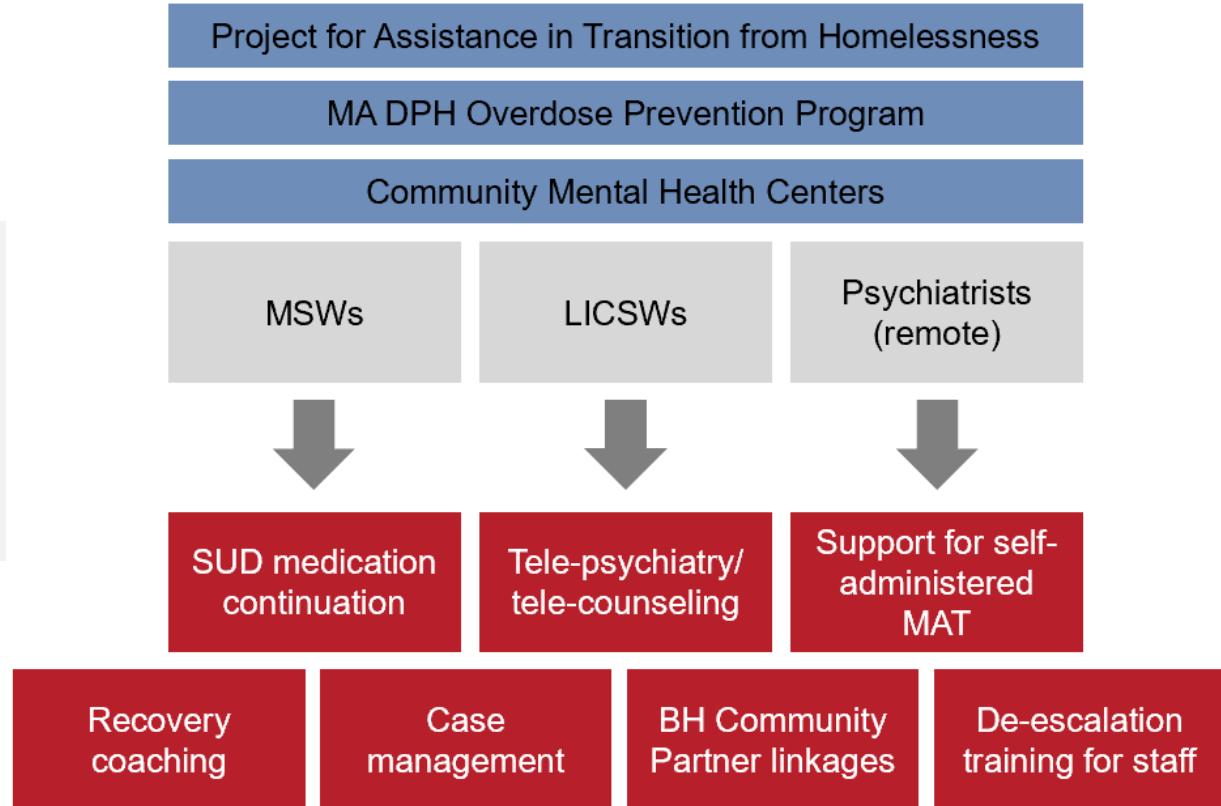 Project for Assistance in Transition from Homelessness
MA DPH Overdose Prevention Program
Community Mental Health Centers
MSWs
LICSWs
Psychiatrists
(remote)
SUD medication
continuation
Tele-psychiatry/
tele-counseling
Support for self-
administered
MAT
Recovery
coaching
Case
management
BH Community
Partner linkages
De-escalation
training for staff